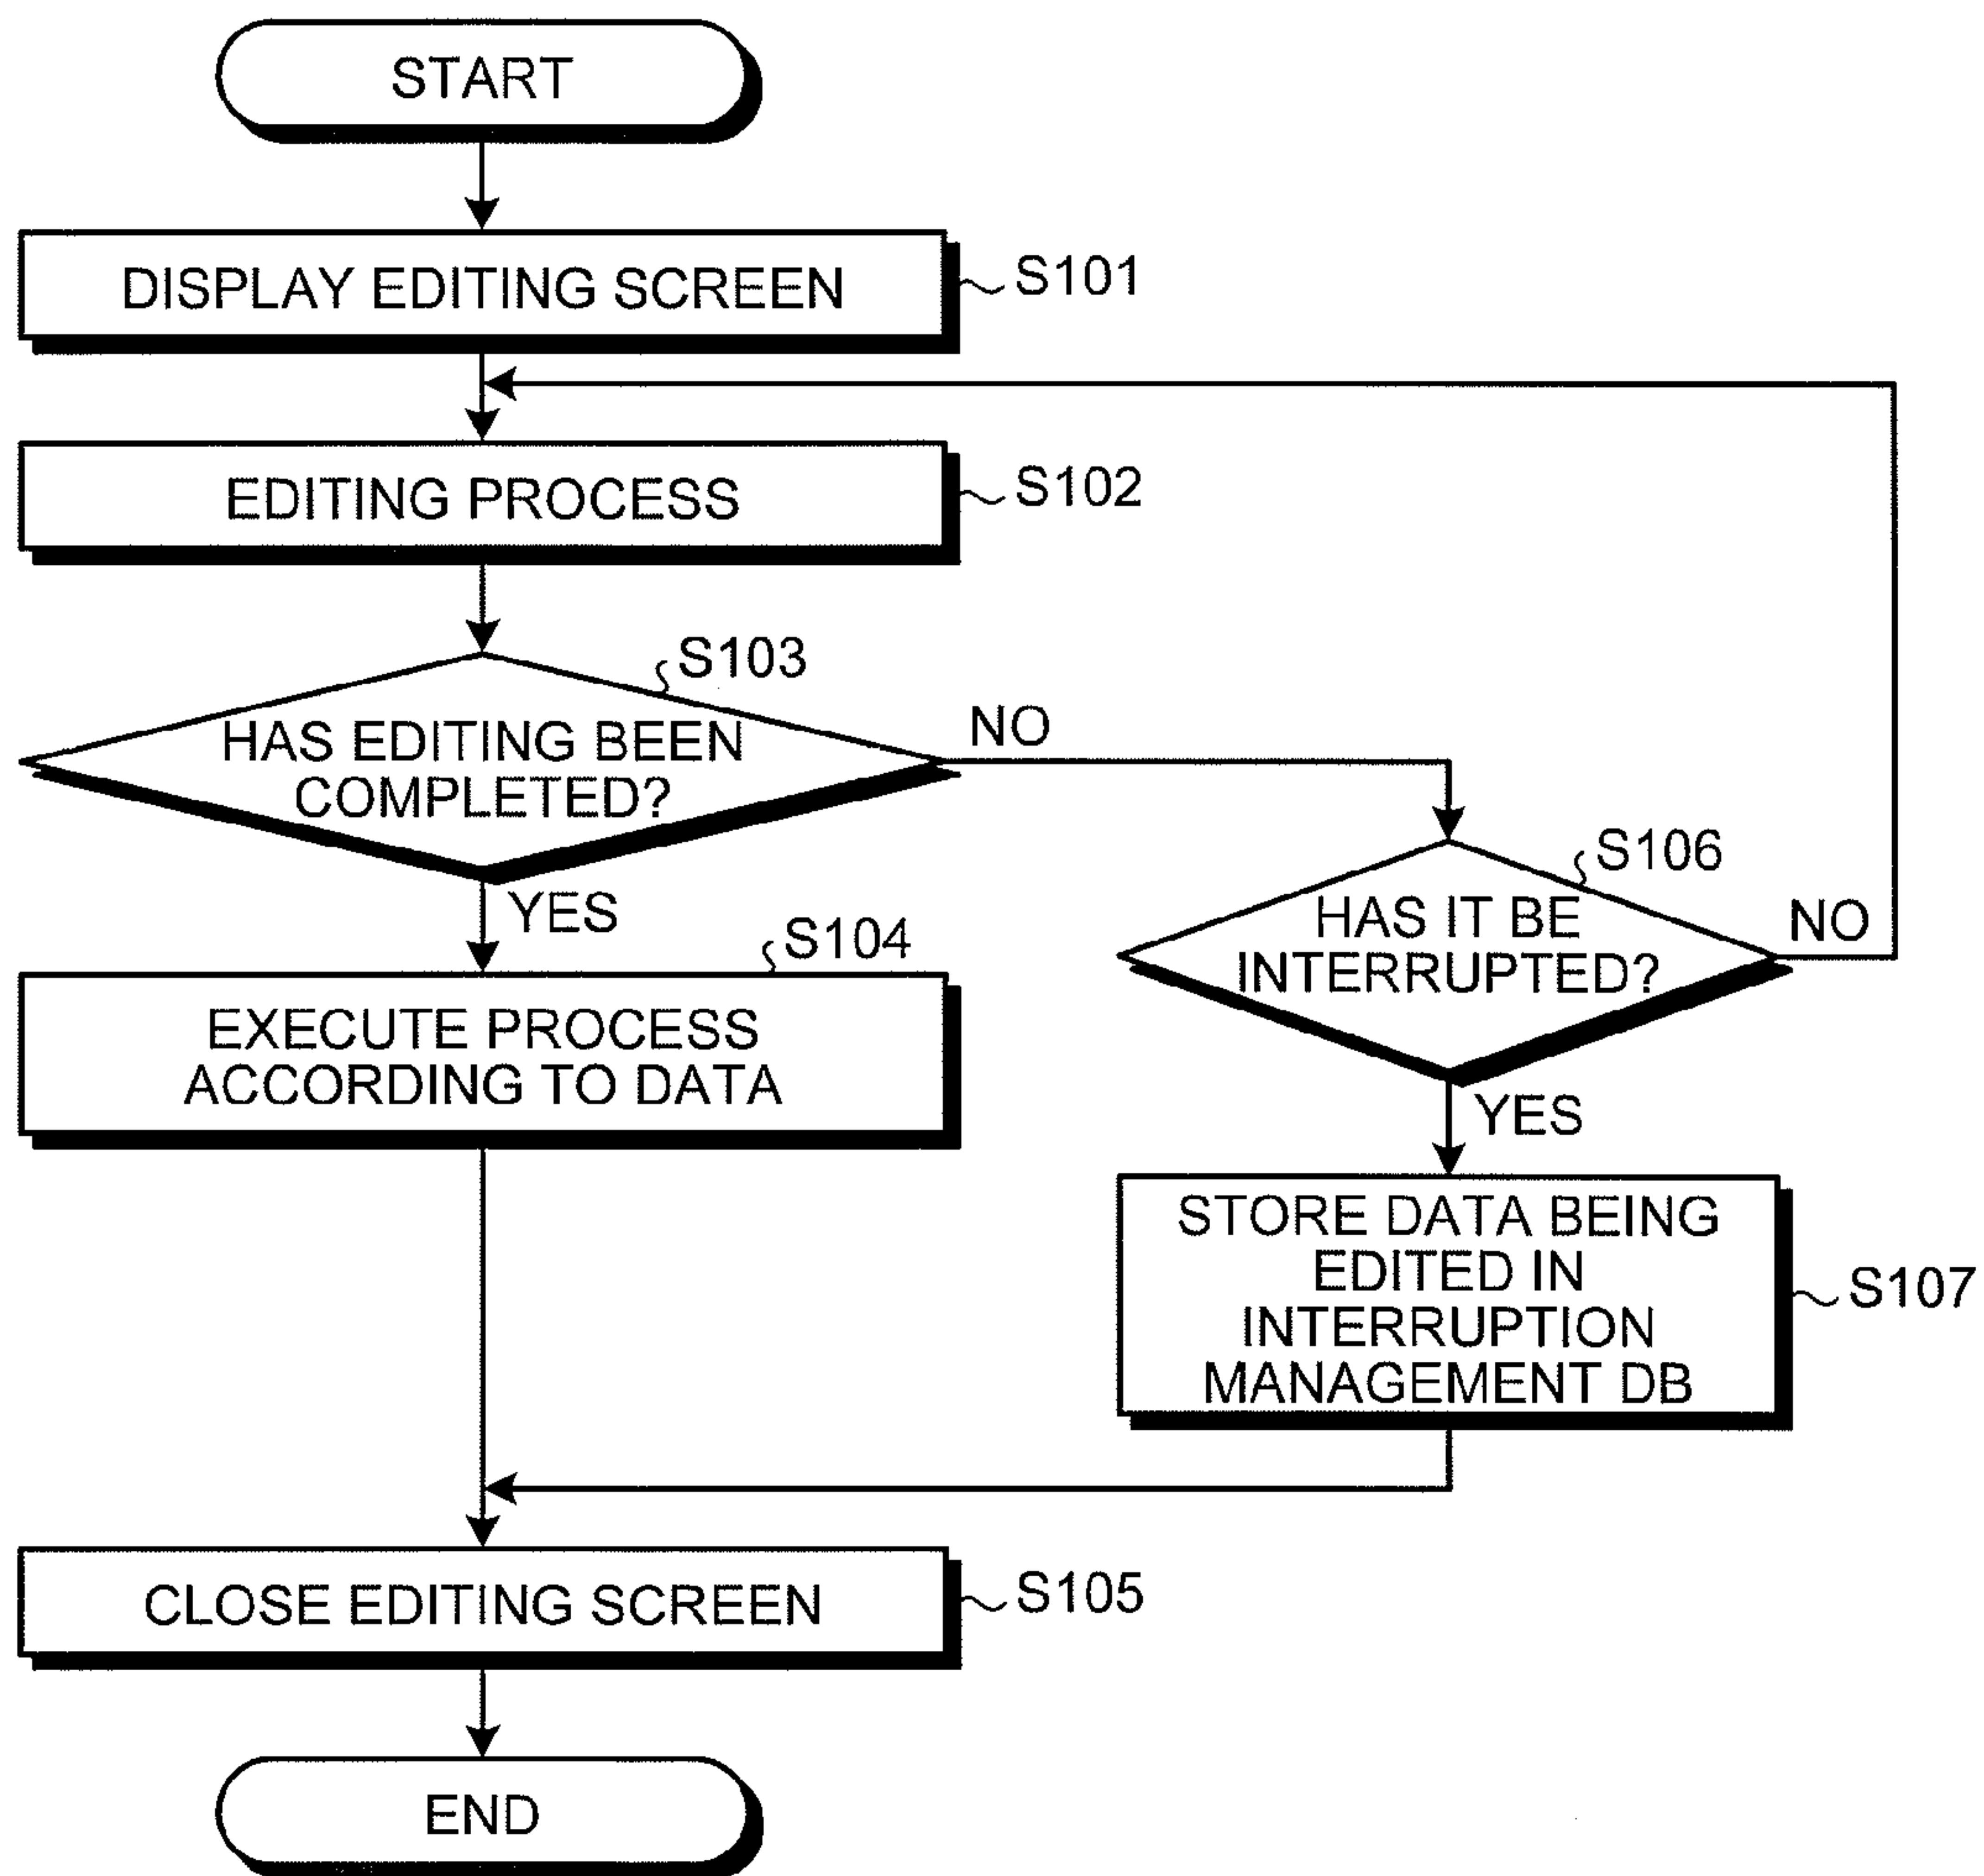 START
DISPLAY EDITING SCREEN
S101
EDITING PROCESS
S102
S103
HAS EDITING BEEN
COMPLETED?
NO
YES
S104
EXECUTE PROCESS
ACCORDING TO DATA
S106
HAS IT BE
INTERRUPTED?
NO
YES
STORE DATA BEING
EDITED IN
INTERRUPTION
MANAGEMENT DB
S107
CLOSE EDITING SCREEN
S105
END